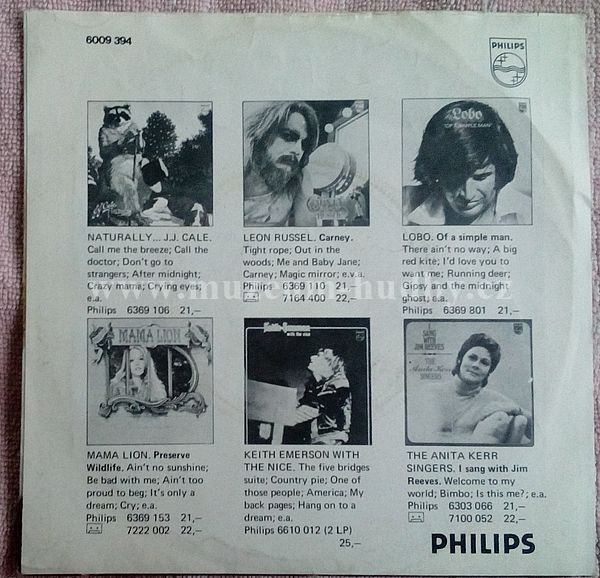 6009 394
PHILIPS
Lobo
"OF A SIMPLE MAN"
NATURALLY... J.J. CALE.
Call me the breeze; Call the
doctor; Don't go to
strangers; After midnight;
Crazy mama; Crying eyes;
e.a.
Philips 6369 106 21,—
LEON RUSSEL. Carney.
Tight rope; Out in the
woods; Me and Baby Jane;
Carney; Magic mirror; e.v.a.
Philips 6369 110 21,—
7164 400 22,—
LOBO. Of a simple man.
There ain't no way; A big
red kite; I'd love you to
want me; Running deer;
Gipsy and the midnight
ghost; e.a.
Philips 6369 801 21,—
MAMA LION
Keith Emerson
with the nice
SING
WITH
JIM REEVES
THE
Anita Kerr
SINGERS
MAMA LION. Preserve
Wildlife. Ain't no sunshine;
Be bad with me; Ain't too
proud to beg; It's only a
dream; Cry; e.a.
Philips 6369 153 21,—
7222 002 22,—
KEITH EMERSON WITH
THE NICE. The five bridges
suite; Country pie; One of
those people; America; My
back pages; Hang on to a
dream; e.a.
Philips 6610 012 (2 LP)
25,—
THE ANITA KERR
SINGERS. I sang with Jim
Reeves. Welcome to my
world; Bimbo; Is this me?; e.a.
Philips 6303 066 21,—
7100 052 22,—
PHILIPS